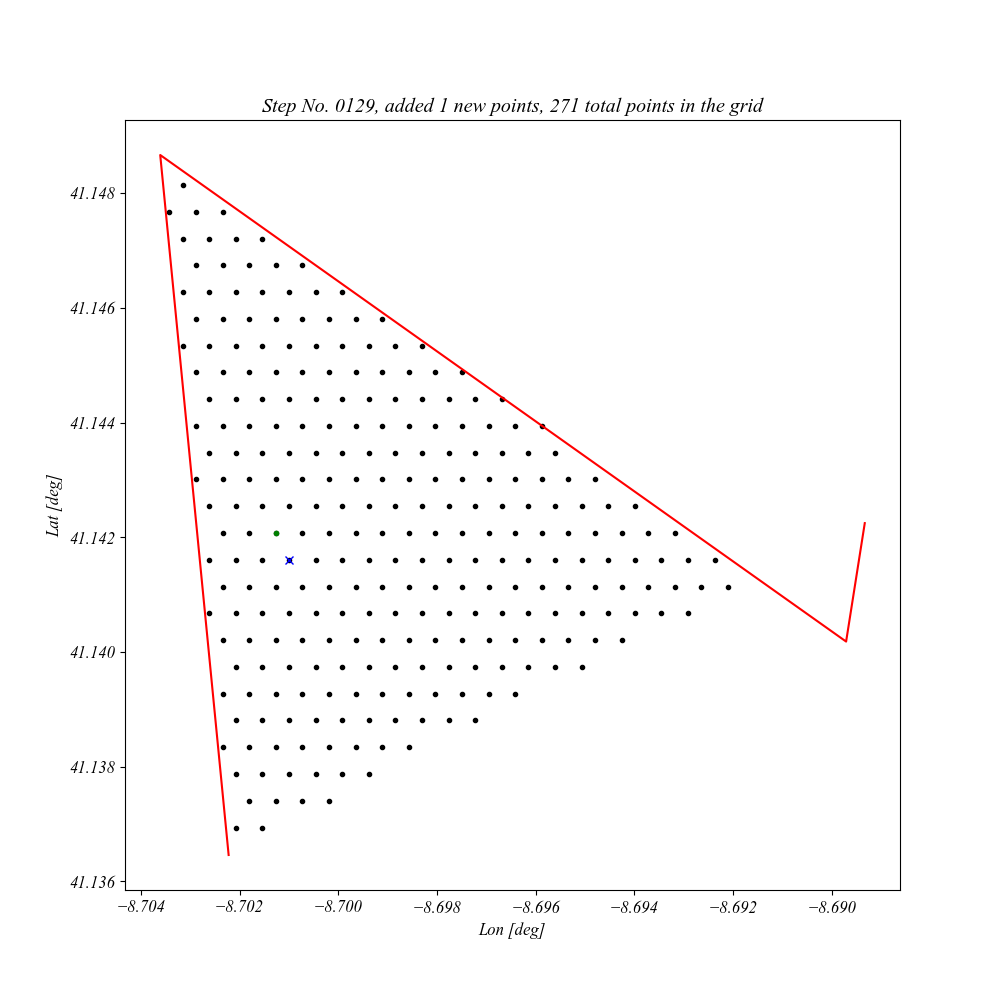 Step No. 0129, added 1 new points, 271 total points in the grid
41.148
41.146
41.144
41.142
41.140
41.138
41.136
Lat [deg]
−8.704 −8.702 −8.700 −8.698 −8.696 −8.694 −8.692 −8.690
Lon [deg]